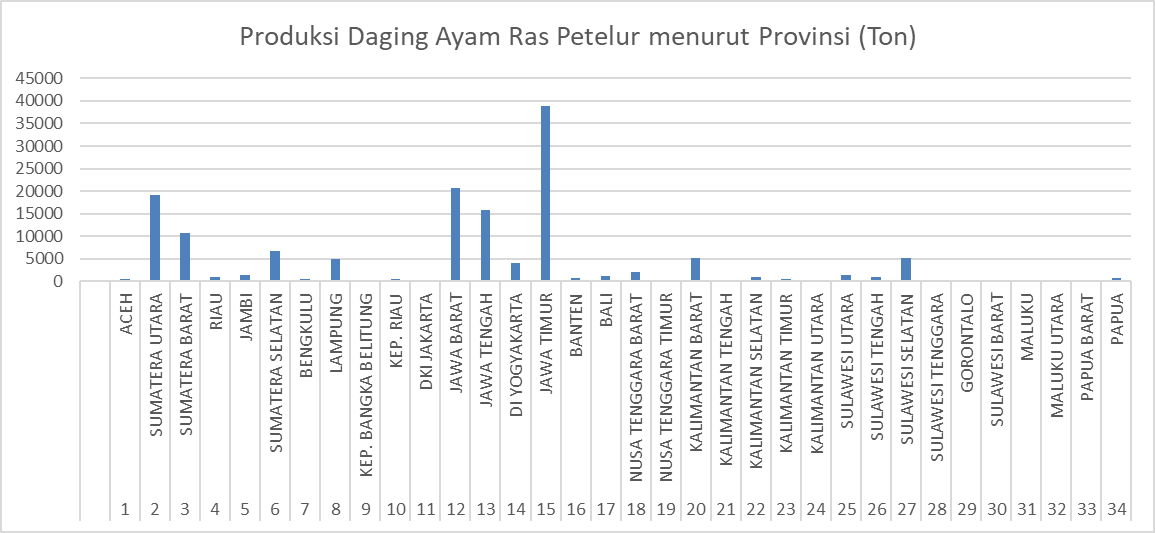 Produksi Daging Ayam Ras Petelur menurut Provinsi (Ton)
45000
40000
35000
30000
25000
20000
15000
10000
5000
0
ACEH
SUMATERA UTARA
SUMATERA BARAT
RIAU
JAMBI
SUMATERA SELATAN
BENGKULU
LAMPUNG
KEP. BANGKA BELITUNG
KEP. RIAU
DKI JAKARTA
JAWA BARAT
JAWA TENGAH
DI YOGYAKARTA
JAWA TIMUR
BANTEN
BALI
NUSA TENGGARA BARAT
NUSA TENGGARA TIMUR
KALIMANTAN BARAT
KALIMANTAN TENGAH
KALIMANTAN SELATAN
KALIMANTAN TIMUR
KALIMANTAN UTARA
SULAWESI UTARA
SULAWESI TENGAH
SULAWESI SELATAN
SULAWESI TENGGARA
GORONTALO
SULAWESI BARAT
MALUKU
MALUKU UTARA
PAPUA BARAT
PAPUA
1 2 3 4 5 6 7 8 9 10 11 12 13 14 15 16 17 18 19 20 21 22 23 24 25 26 27 28 29 30 31 32 33 34